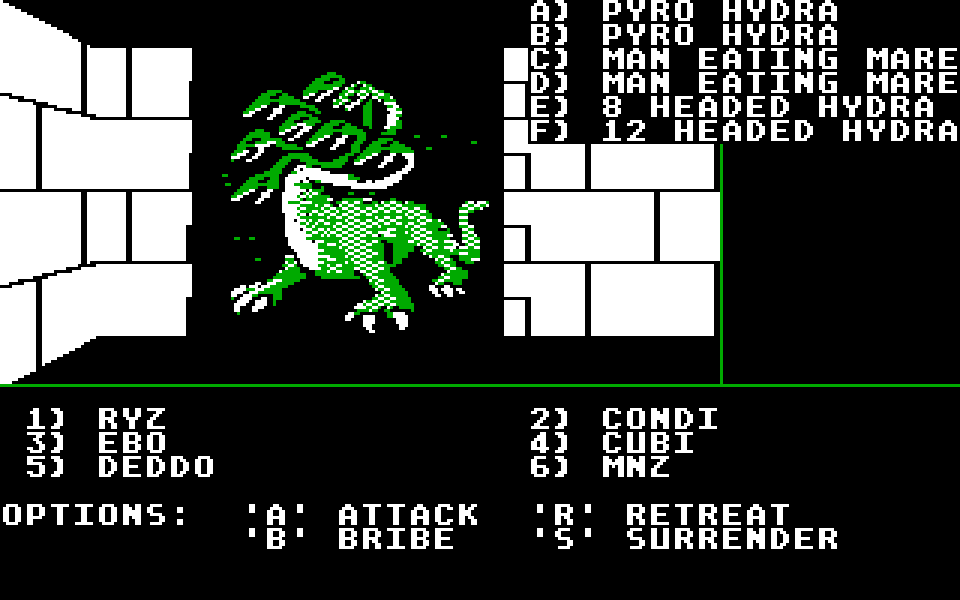 A) PYRO HYDRA
B) PYRO HYDRA
C) MAN EATING MARE
D) MAN EATING MARE
E) 8 HEADED HYDRA
F) 12 HEADED HYDRA
1) RYZ 2) CONDI
3) EBO 4) CUBI
5) DEDDO 6) MNZ
OPTIONS: 'A' ATTACK 'R' RETREAT
'B' BRIBE 'S' SURRENDER